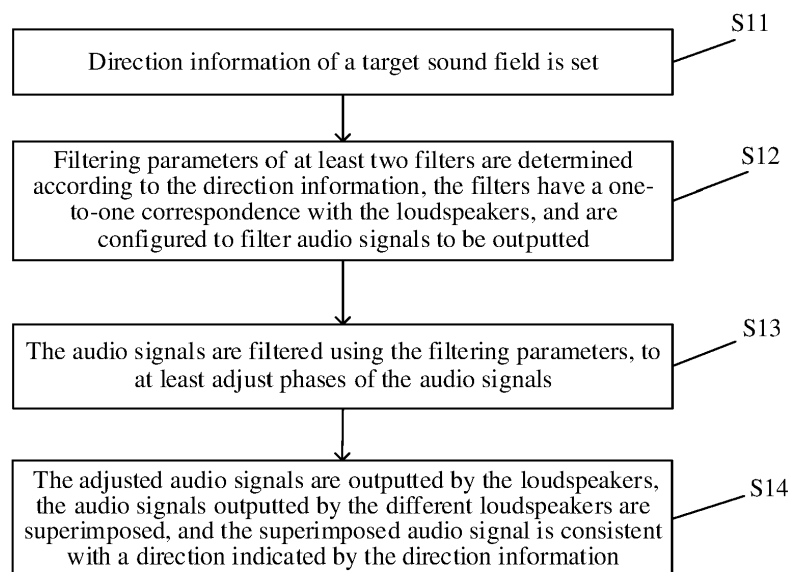 S11
Direction information of a target sound field is set
S12
Filtering parameters of at least two filters are determined
according to the direction information, the filters have a one-
to-one correspondence with the loudspeakers, and are
configured to filter audio signals to be outputted
S13
The audio signals are filtered using the filtering parameters, to
at least adjust phases of the audio signals
S14
The adjusted audio signals are outputted by the loudspeakers,
the audio signals outputted by the different loudspeakers are
superimposed, and the superimposed audio signal is consistent
with a direction indicated by the direction information